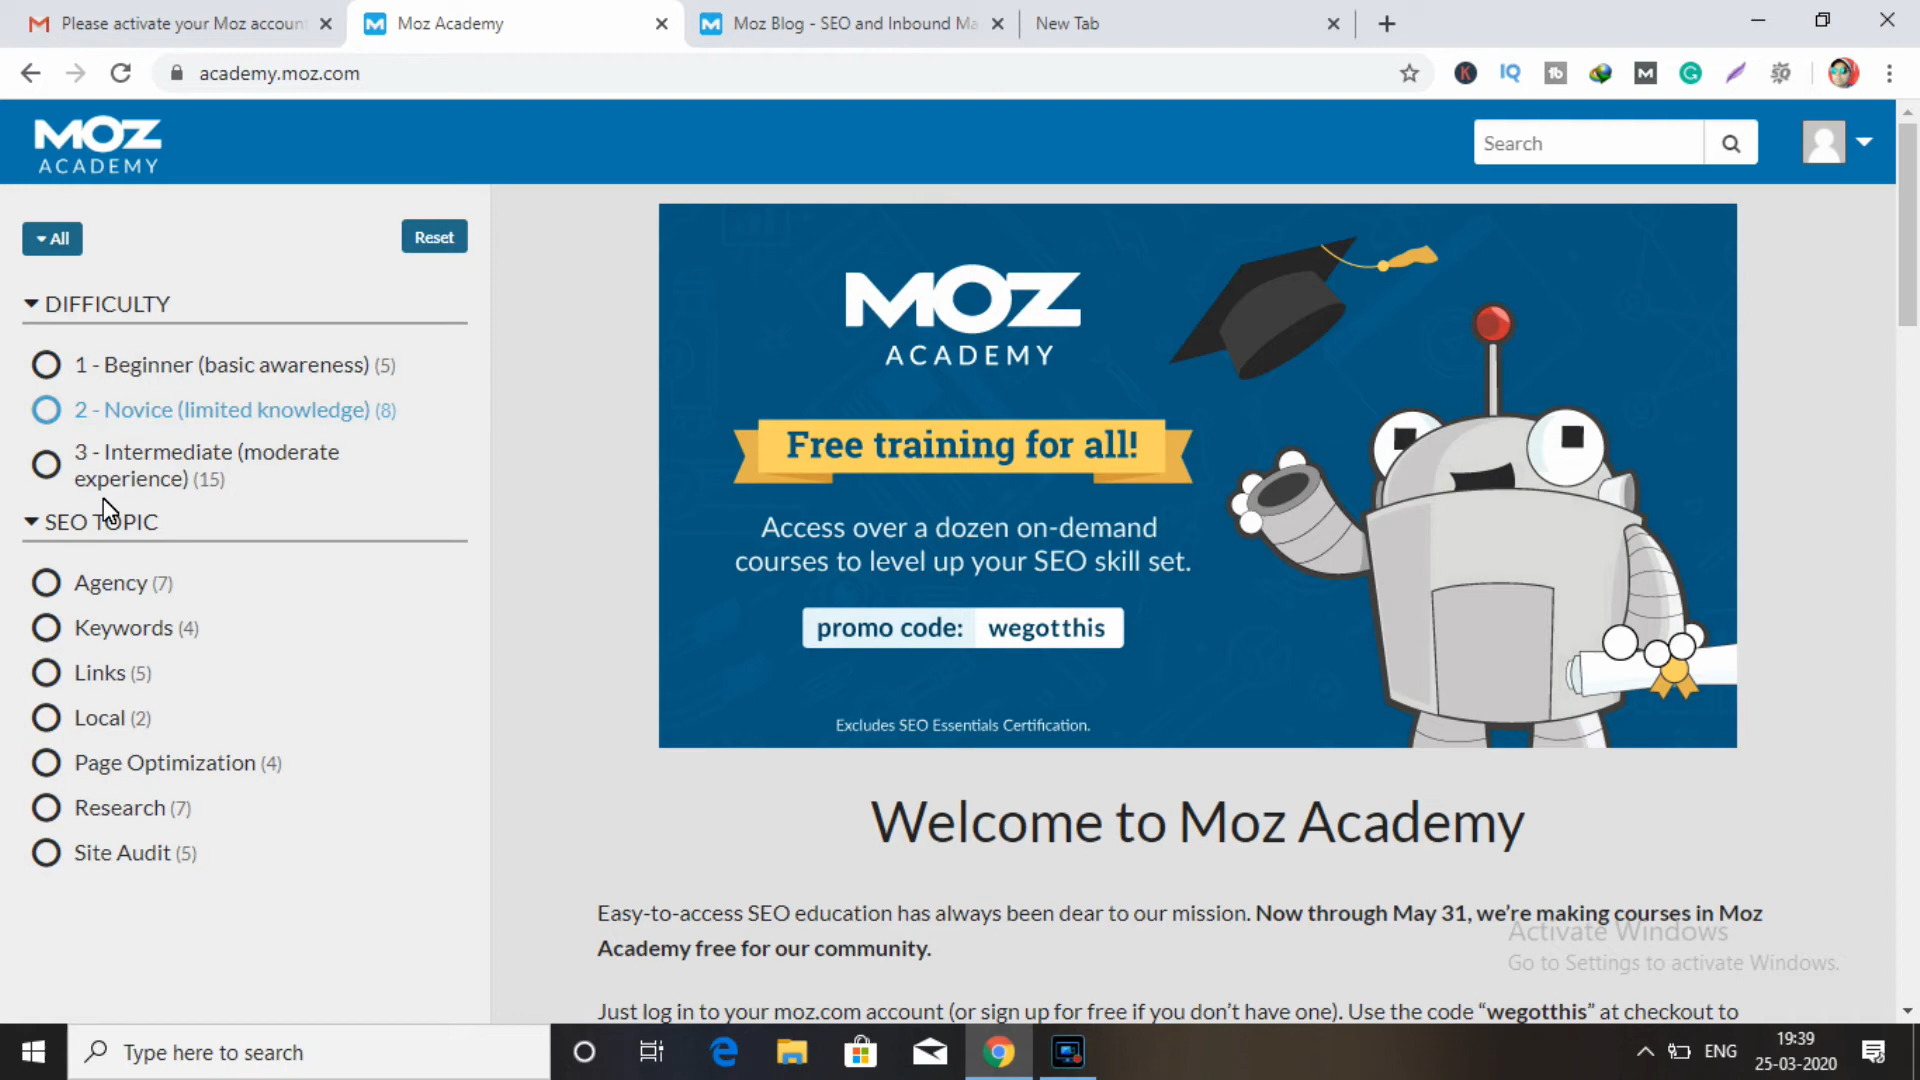 Please activate your Moz accoun
Moz Academy
Moz Blog - SEO and Inbound Ma
New Tab
academy.moz.com
MOZ
ACADEMY
Search
All
Reset
DIFFICULTY
1 - Beginner (basic awareness) (5)
2 - Novice (limited knowledge) (8)
3 - Intermediate (moderate
experience) (15)
SEO TOPIC
Agency (7)
Keywords (4)
Links (5)
Local (2)
Page Optimization (4)
Research (7)
Site Audit (5)
MOZ
ACADEMY
Free training for all!
Access over a dozen on-demand
courses to level up your SEO skill set.
promo code: wegotthis
Excludes SEO Essentials Certification.
Welcome to Moz Academy
Easy-to-access SEO education has always been dear to our mission. Now through May 31, we're making courses in Moz
Academy free for our community.
Just log in to your moz.com account (or sign up for free if you don't have one). Use the code “wegotthis” at checkout to
Activate Windows
Go to Settings to activate Windows.
Type here to search
ENG
19:39
25-03-2020